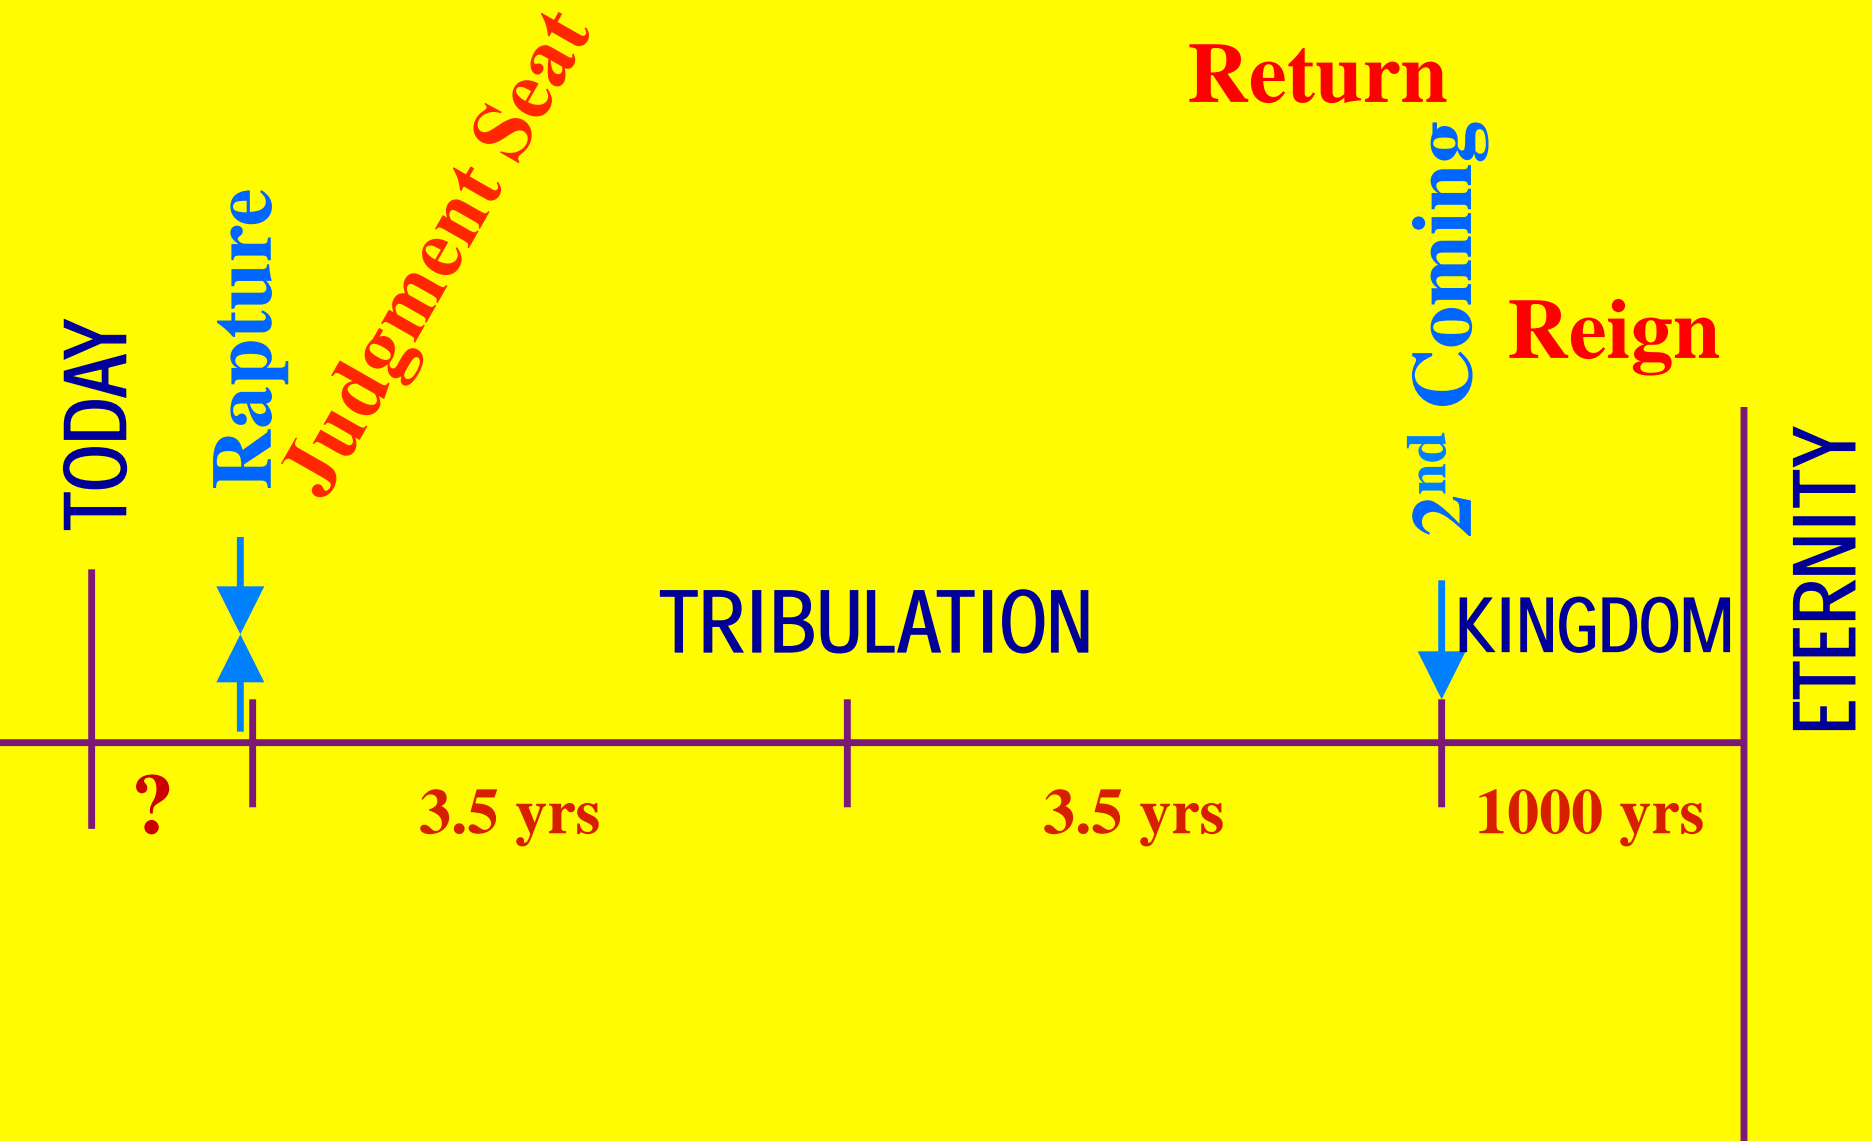 TODAY
Rapture
Judgment Seat
Return
2nd Coming
Reign
TRIBULATION
KINGDOM
ETERNITY
?
3.5 yrs
3.5 yrs
1000 yrs